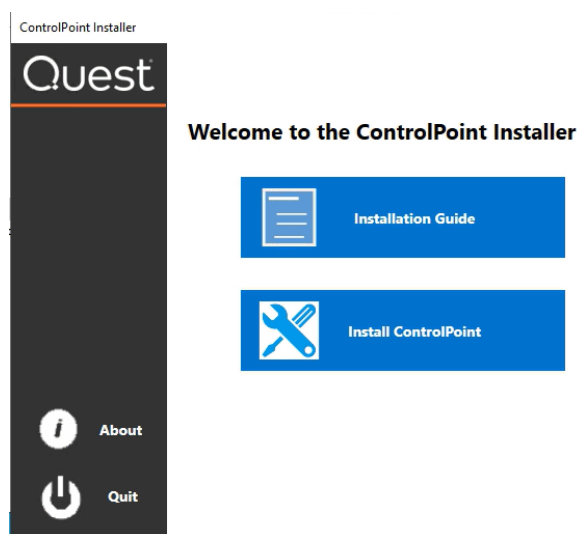 ControlPoint Installer
Quest
Welcome to the ControlPoint Installer
Installation Guide
Install ControlPoint
i About
Quit